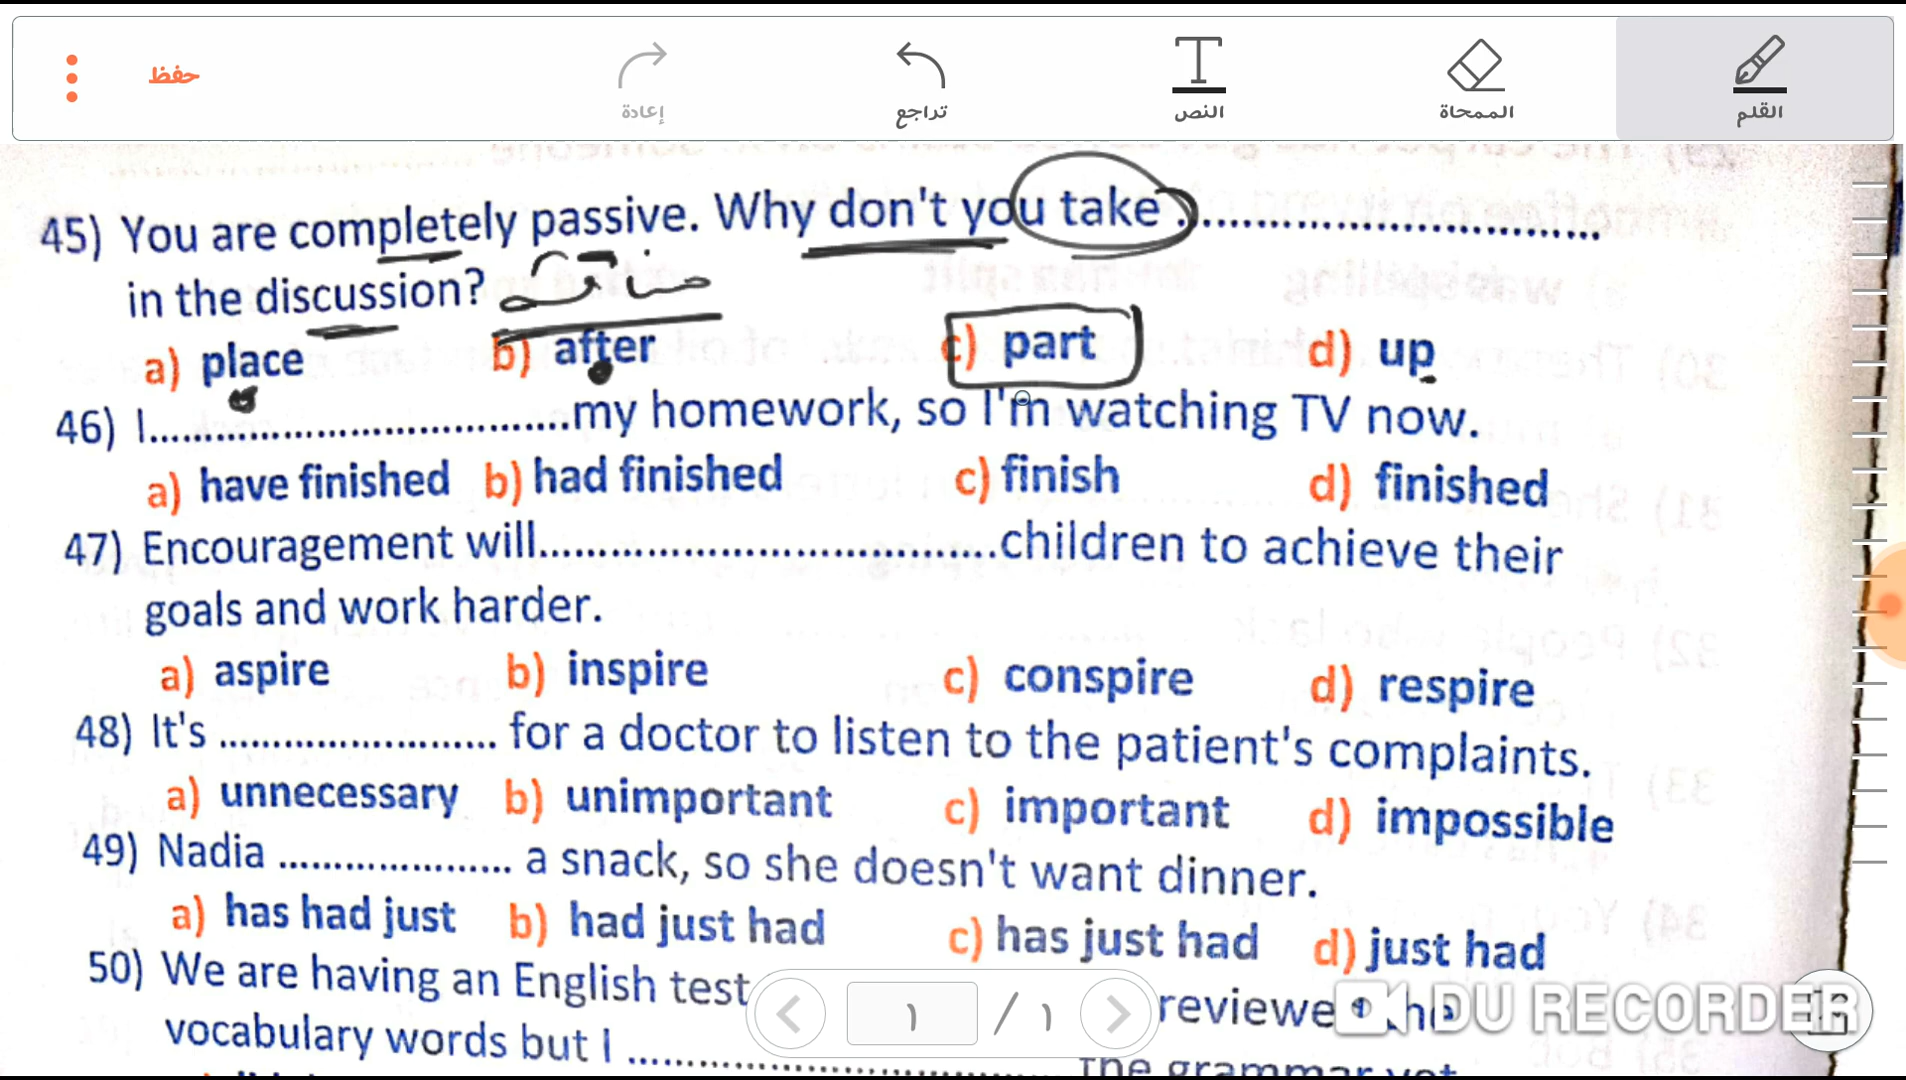 حفظ
إعادة
تراجع
النص
الممحاة
القلم
45) You are completely passive. Why don't you take ..............................
in the discussion? مناقشة
a) place b) after c) part d) up
46) I..................................my homework, so I'm watching TV now.
a) have finished b) had finished c) finish d) finished
47) Encouragement will....................................children to achieve their
goals and work harder.
a) aspire b) inspire c) conspire d) respire
48) It's .......................... for a doctor to listen to the patient's complaints.
a) unnecessary b) unimportant c) important d) impossible
49) Nadia ...................... a snack, so she doesn't want dinner.
a) has had just b) had just had c) has just had d) just had
50) We are having an English test reviewe
١ / ١
DU RECORDER
vocabulary words but I .................................... the grammar yet